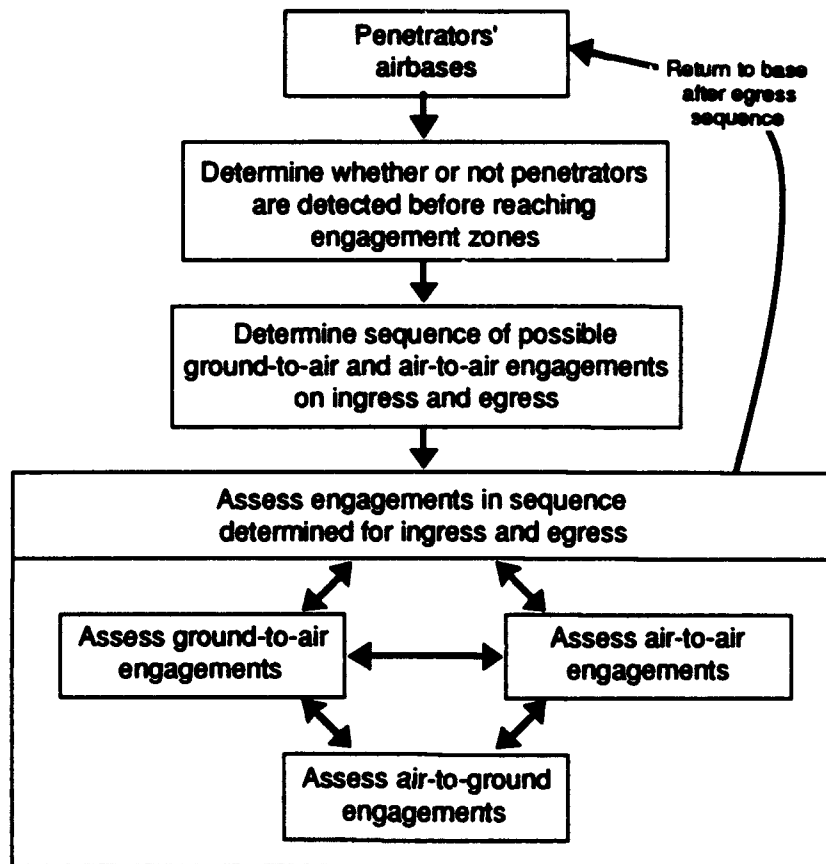 Penetrators'
airbases
Return to base
after egress
sequence
Determine whether or not penetrators
are detected before reaching
engagement zones
Determine sequence of possible
ground-to-air and air-to-air engagements
on ingress and egress
Assess engagements in sequence
determined for ingress and egress
Assess ground-to-air
engagements
Assess air-to-air
engagements
Assess air-to-ground
engagements